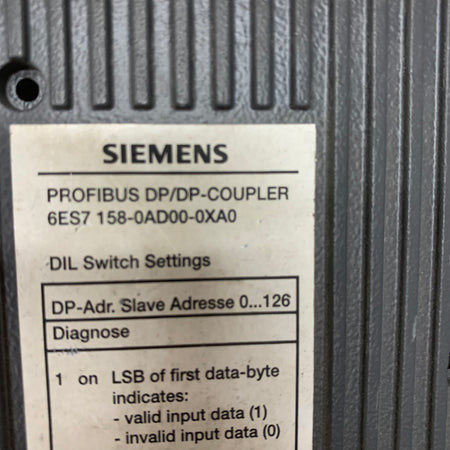 SIEMENS
PROFIBUS DP/DP-COUPLER
6ES7 158-0AD00-0XA0
DIL Switch Settings
DP-Adr. Slave Adresse 0...126
Diagnose
1 on LSB of first data-byte
indicates:
- valid input data (1)
- invalid input data (0)